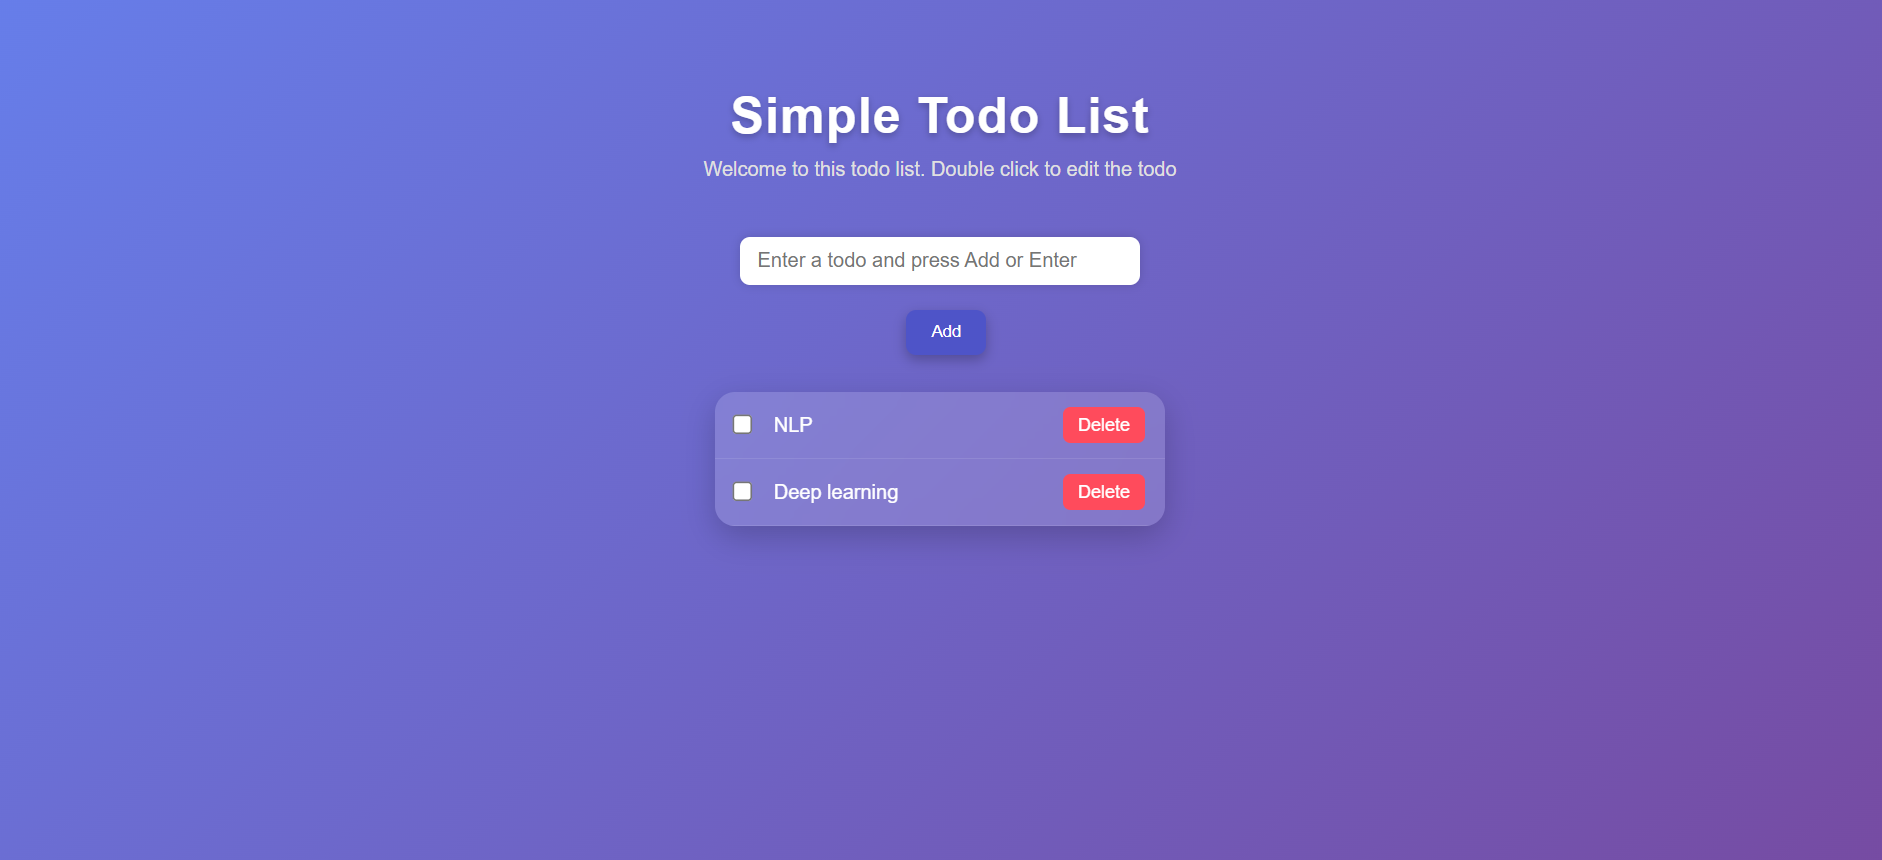 Simple Todo List
Welcome to this todo list. Double click to edit the todo
Enter a todo and press Add or Enter
Add
NLP Delete
Deep learning Delete